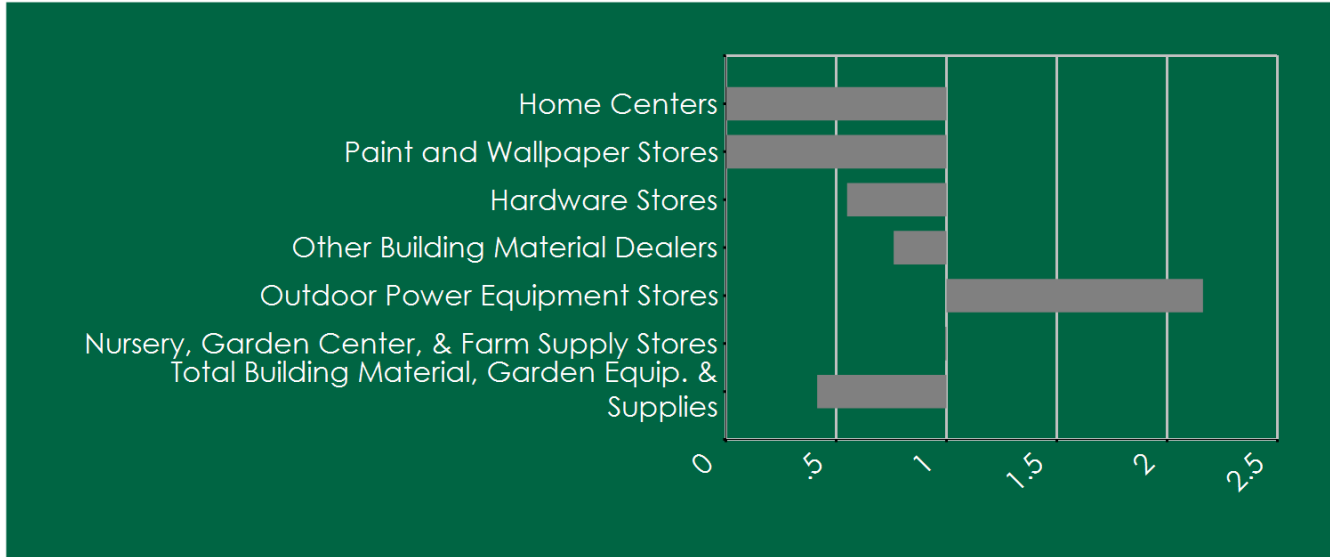 Home Centers
Paint and Wallpaper Stores
Hardware Stores
Other Building Material Dealers
Outdoor Power Equipment Stores
Nursery, Garden Center, & Farm Supply Stores
Total Building Material, Garden Equip. &
Supplies
0 .5 1 1.5 2 2.5